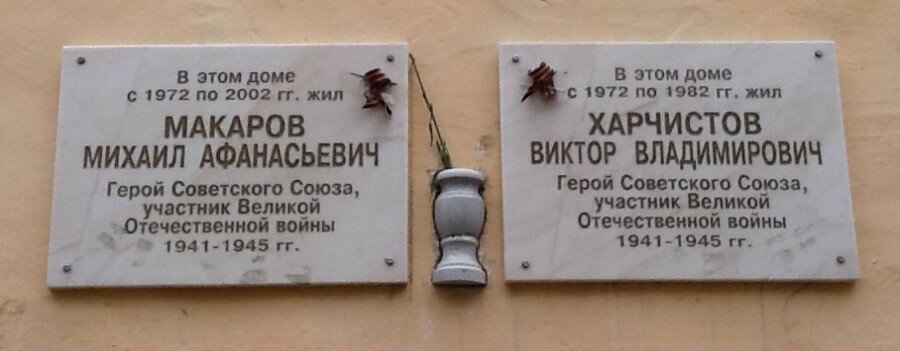 В этом доме
с 1972 по 2002 гг. жил
МАКАРОВ
МИХАИЛ АФАНАСЬЕВИЧ
Герой Советского Союза,
участник Великой
Отечественной войны
1941-1945 гг.
В этом доме
с 1972 по 1982 гг. жил
ХАРЧИСТОВ
ВИКТОР ВЛАДИМИРОВИЧ
Герой Советского Союза,
участник Великой
Отечественной войны
1941-1945 гг.